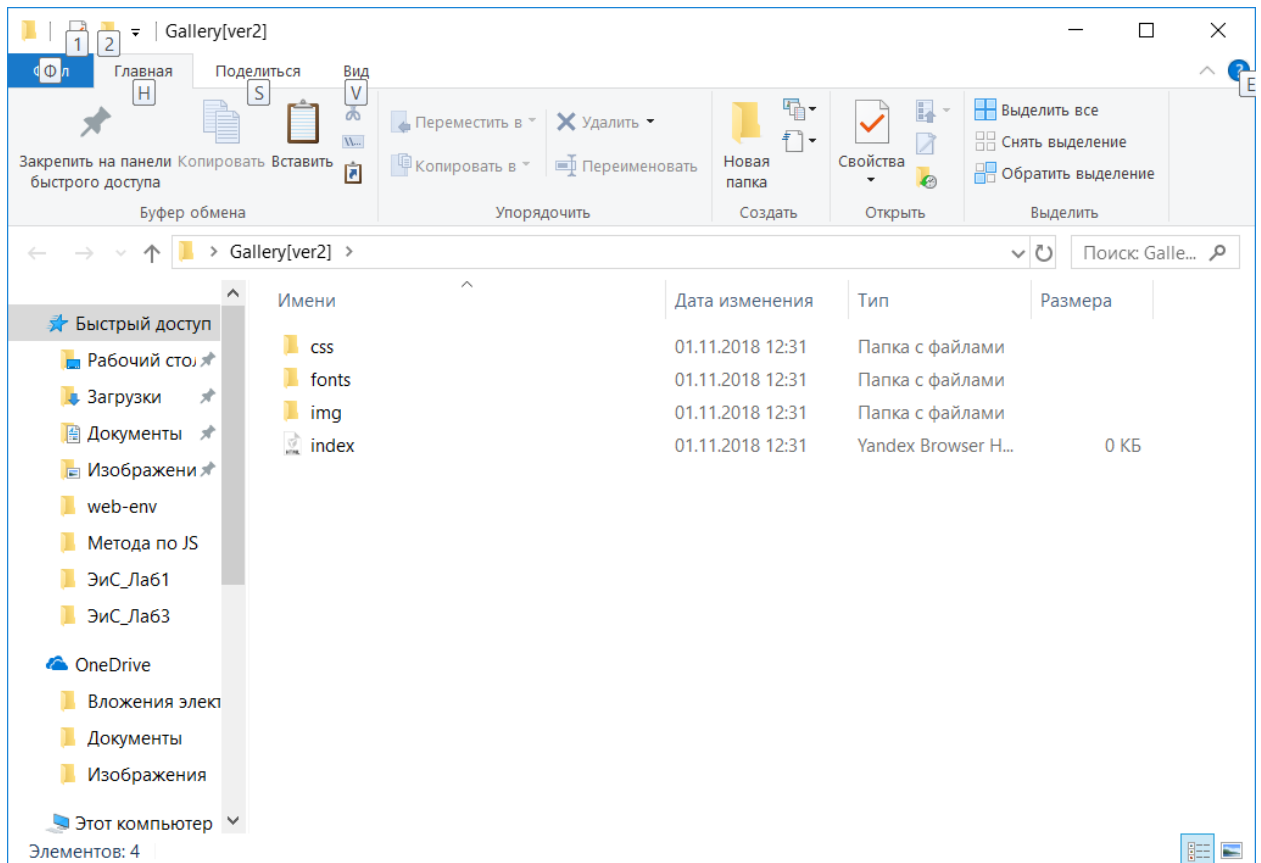 Gallery[ver2]
1
2
Ф
Главная
Поделиться
Вид
H
S
V
E
Переместить в
Удалить
Выделить все
Снять выделение
Закрепить на панели быстрого доступа
Копировать
Вставить
Копировать в
Переименовать
Новая папка
Свойства
Обратить выделение
Буфер обмена
Упорядочить
Создать
Открыть
Выделить
Gallery[ver2]
Поиск: Galle...
Имени
Дата изменения
Тип
Размера
Быстрый доступ
css 01.11.2018 12:31 Папка с файлами
Рабочий стол
fonts 01.11.2018 12:31 Папка с файлами
Загрузки
img 01.11.2018 12:31 Папка с файлами
Документы
index 01.11.2018 12:31 Yandex Browser H... 0 КБ
Изображени
web-env
Метода по JS
ЭиС_Лаб1
ЭиС_Лаб3
OneDrive
Вложения элект
Документы
Изображения
Этот компьютер
Элементов: 4